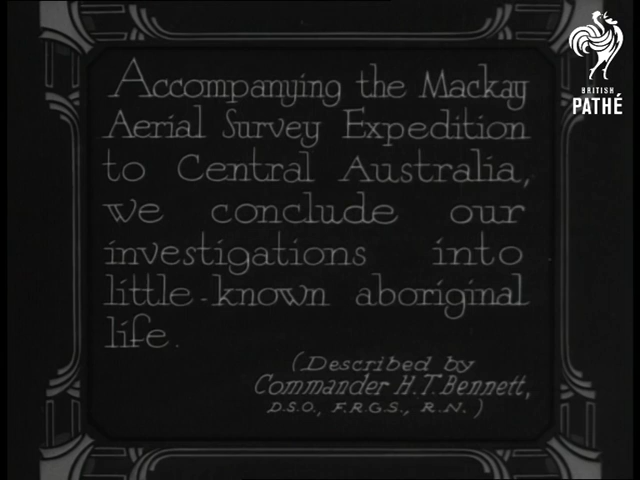 BRITISH
PATHÉ
Accompanying the Mackay
Aerial Survey Expedition
to Central Australia,
we conclude our
investigations into
little-known aboriginal
life.
(Described by
Commander H.T. Bennett,
D.S.O., F.R.G.S., R.N.)